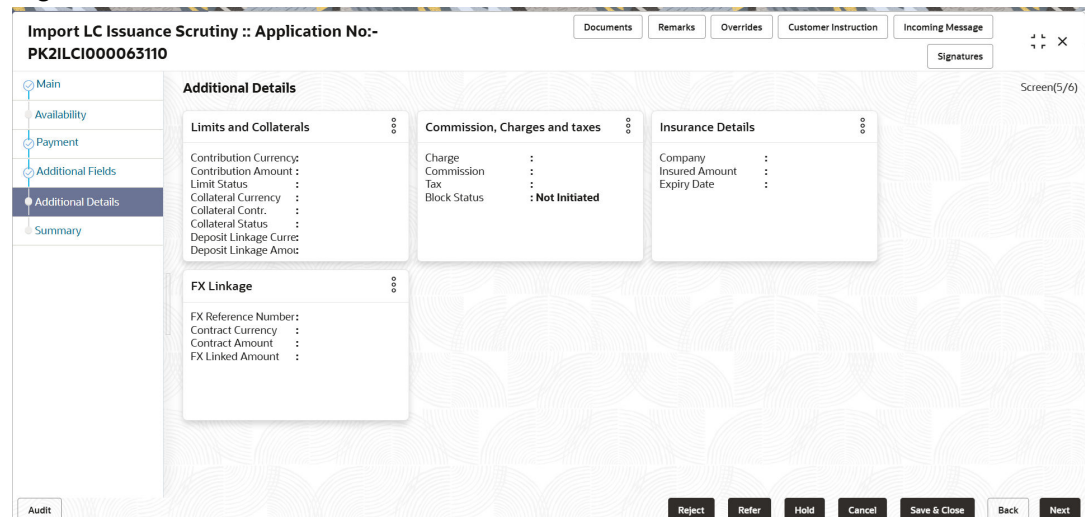 Import LC Issuance Scrutiny :: Application No:-
PK2ILCI000063110
Documents
Remarks
Overrides
Customer Instruction
Incoming Message
Signatures
Main
Availability
Payment
Additional Fields
Additional Details
Summary
Additional Details
Screen(5/6)
Limits and Collaterals
Contribution Currency:
Contribution Amount :
Limit Status :
Collateral Currency :
Collateral Contr. :
Collateral Status :
Deposit Linkage Curre:
Deposit Linkage Amou:
Commission, Charges and taxes
Charge :
Commission :
Tax :
Block Status : Not Initiated
Insurance Details
Company :
Insured Amount :
Expiry Date :
FX Linkage
FX Reference Number:
Contract Currency :
Contract Amount :
FX Linked Amount :
Audit
Reject
Refer
Hold
Cancel
Save & Close
Back
Next